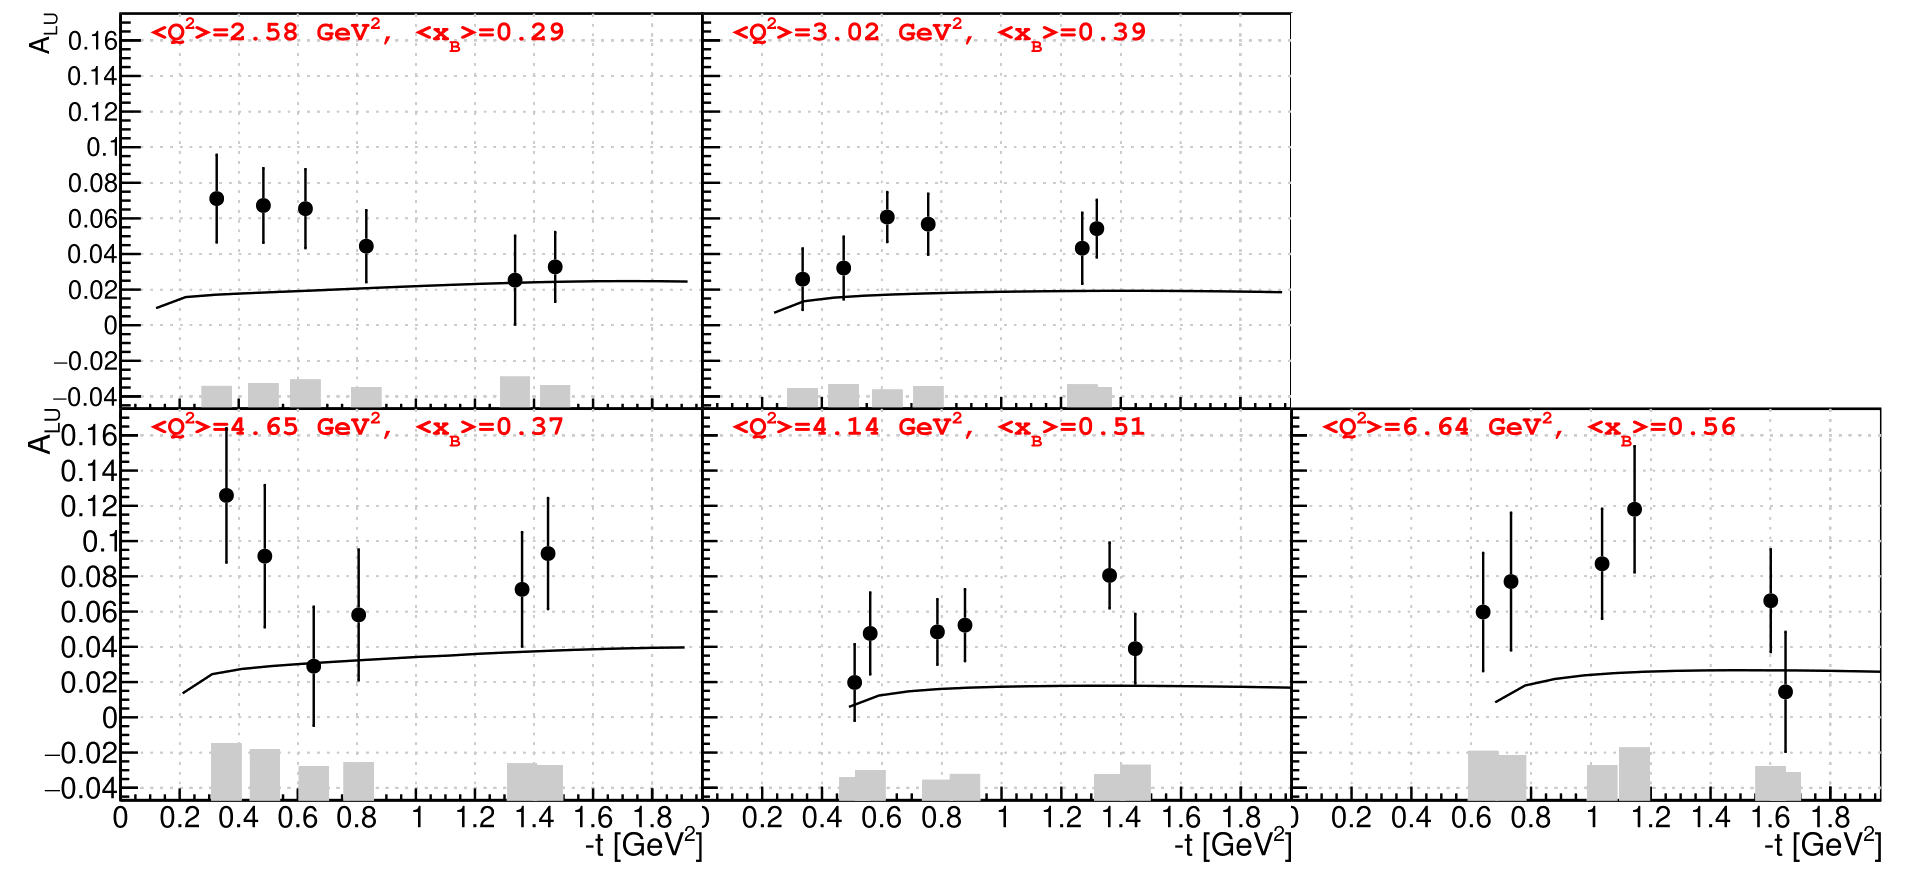 A_LU
<Q²>=2.58 GeV², <x_B>=0.29
<Q²>=3.02 GeV², <x_B>=0.39
0.16
0.14
0.12
0.1
0.08
0.06
0.04
0.02
0
−0.02
−0.04
A_LU
<Q²>=4.65 GeV², <x_B>=0.37
<Q²>=4.14 GeV², <x_B>=0.51
<Q²>=6.64 GeV², <x_B>=0.56
0.16
0.14
0.12
0.1
0.08
0.06
0.04
0.02
0
−0.02
−0.04
0 0.2 0.4 0.6 0.8 1 1.2 1.4 1.6 1.8
0 0.2 0.4 0.6 0.8 1 1.2 1.4 1.6 1.8
0 0.2 0.4 0.6 0.8 1 1.2 1.4 1.6 1.8
-t [GeV²]
-t [GeV²]
-t [GeV²]